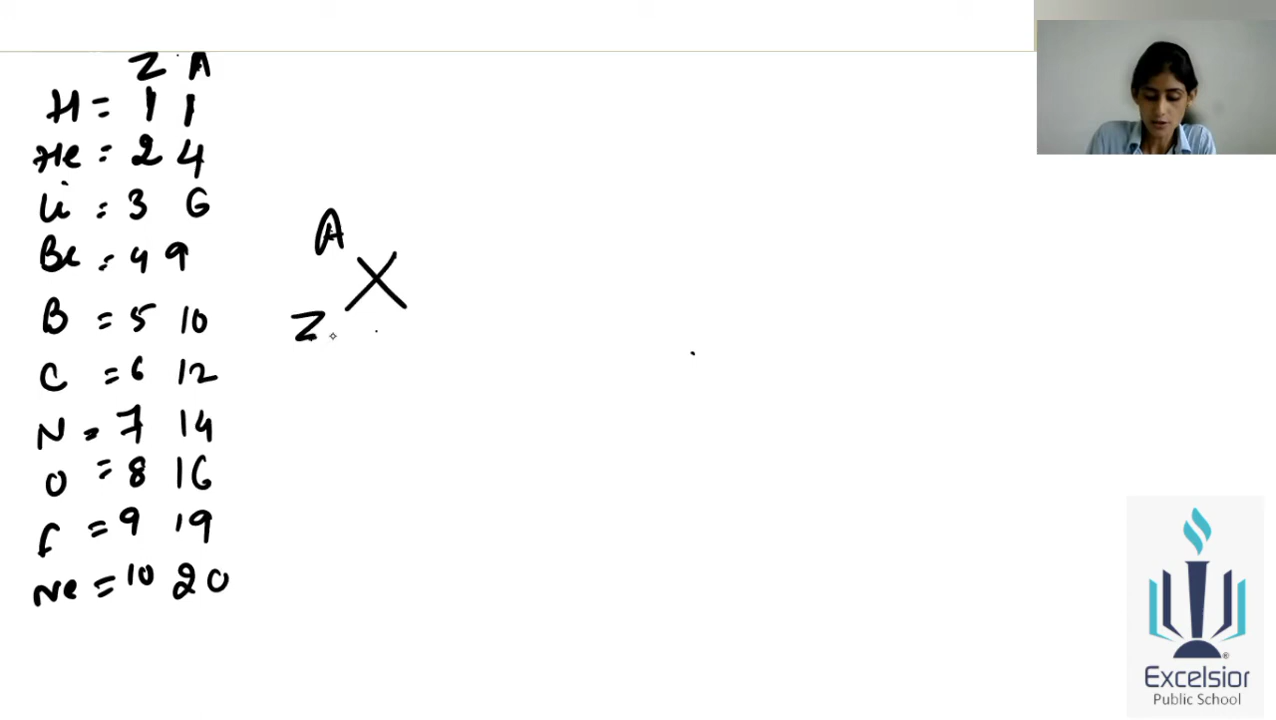 Z A
H = 1 1
He = 2 4
Li = 3 6
Be = 4 9
B = 5 10
C = 6 12
N = 7 14
O = 8 16
F = 9 19
Ne = 10 20
A
X
Z
Excelsior
®
Public School